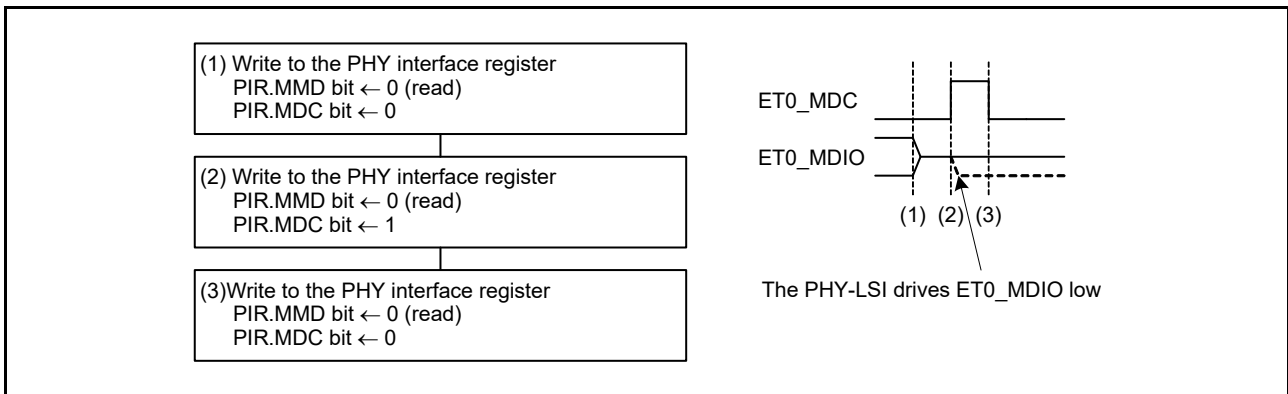 (1) Write to the PHY interface register
PIR.MMD bit ← 0 (read)
PIR.MDC bit ← 0
(2) Write to the PHY interface register
PIR.MMD bit ← 0 (read)
PIR.MDC bit ← 1
(3)Write to the PHY interface register
PIR.MMD bit ← 0 (read)
PIR.MDC bit ← 0
ET0_MDC
ET0_MDIO
(1) (2) (3)
The PHY-LSI drives ET0_MDIO low